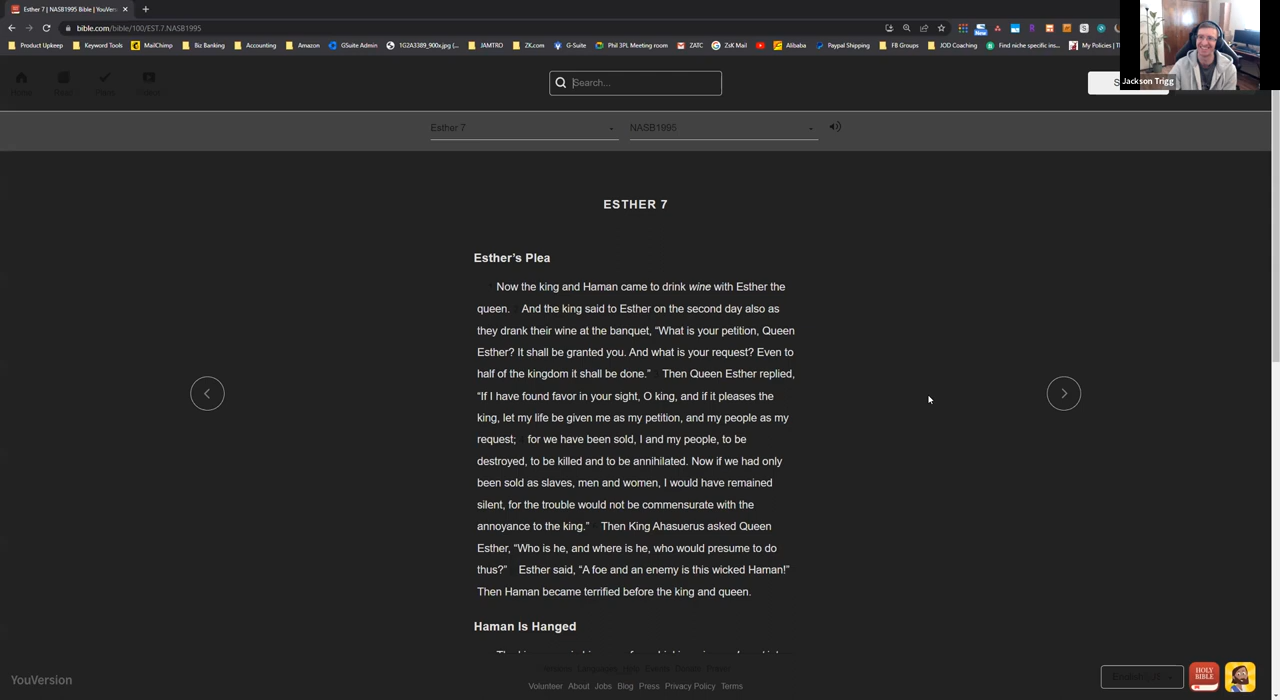 Esther 7 | NASB1995 Bible | YouVers
bible.com/bible/100/EST.7.NASB1995
Product Upkeep Keyword Tools MailChimp Biz Banking Accounting Amazon GSuite Admin 1G2A3389_900x.jpg (... JAMTRO ZK.com G-Suite Phil 3PL Meeting room ZATC ZsK Mail Alibaba Paypal Shipping FB Groups JOD Coaching Find niche specific ins... My Policies | Th
New
Jackson Trigg
Home Read Plans Videos
Search...
Esther 7 NASB1995
ESTHER 7
Esther's Plea
Now the king and Haman came to drink wine with Esther the
queen. And the king said to Esther on the second day also as
they drank their wine at the banquet, “What is your petition, Queen
Esther? It shall be granted you. And what is your request? Even to
half of the kingdom it shall be done.” Then Queen Esther replied,
“If I have found favor in your sight, O king, and if it pleases the
king, let my life be given me as my petition, and my people as my
request; for we have been sold, I and my people, to be
destroyed, to be killed and to be annihilated. Now if we had only
been sold as slaves, men and women, I would have remained
silent, for the trouble would not be commensurate with the
annoyance to the king.” Then King Ahasuerus asked Queen
Esther, “Who is he, and where is he, who would presume to do
thus?” Esther said, “A foe and an enemy is this wicked Haman!”
Then Haman became terrified before the king and queen.
Haman Is Hanged
Volunteer About Jobs Blog Press Privacy Policy Terms
YouVersion
HOLY
BIBLE